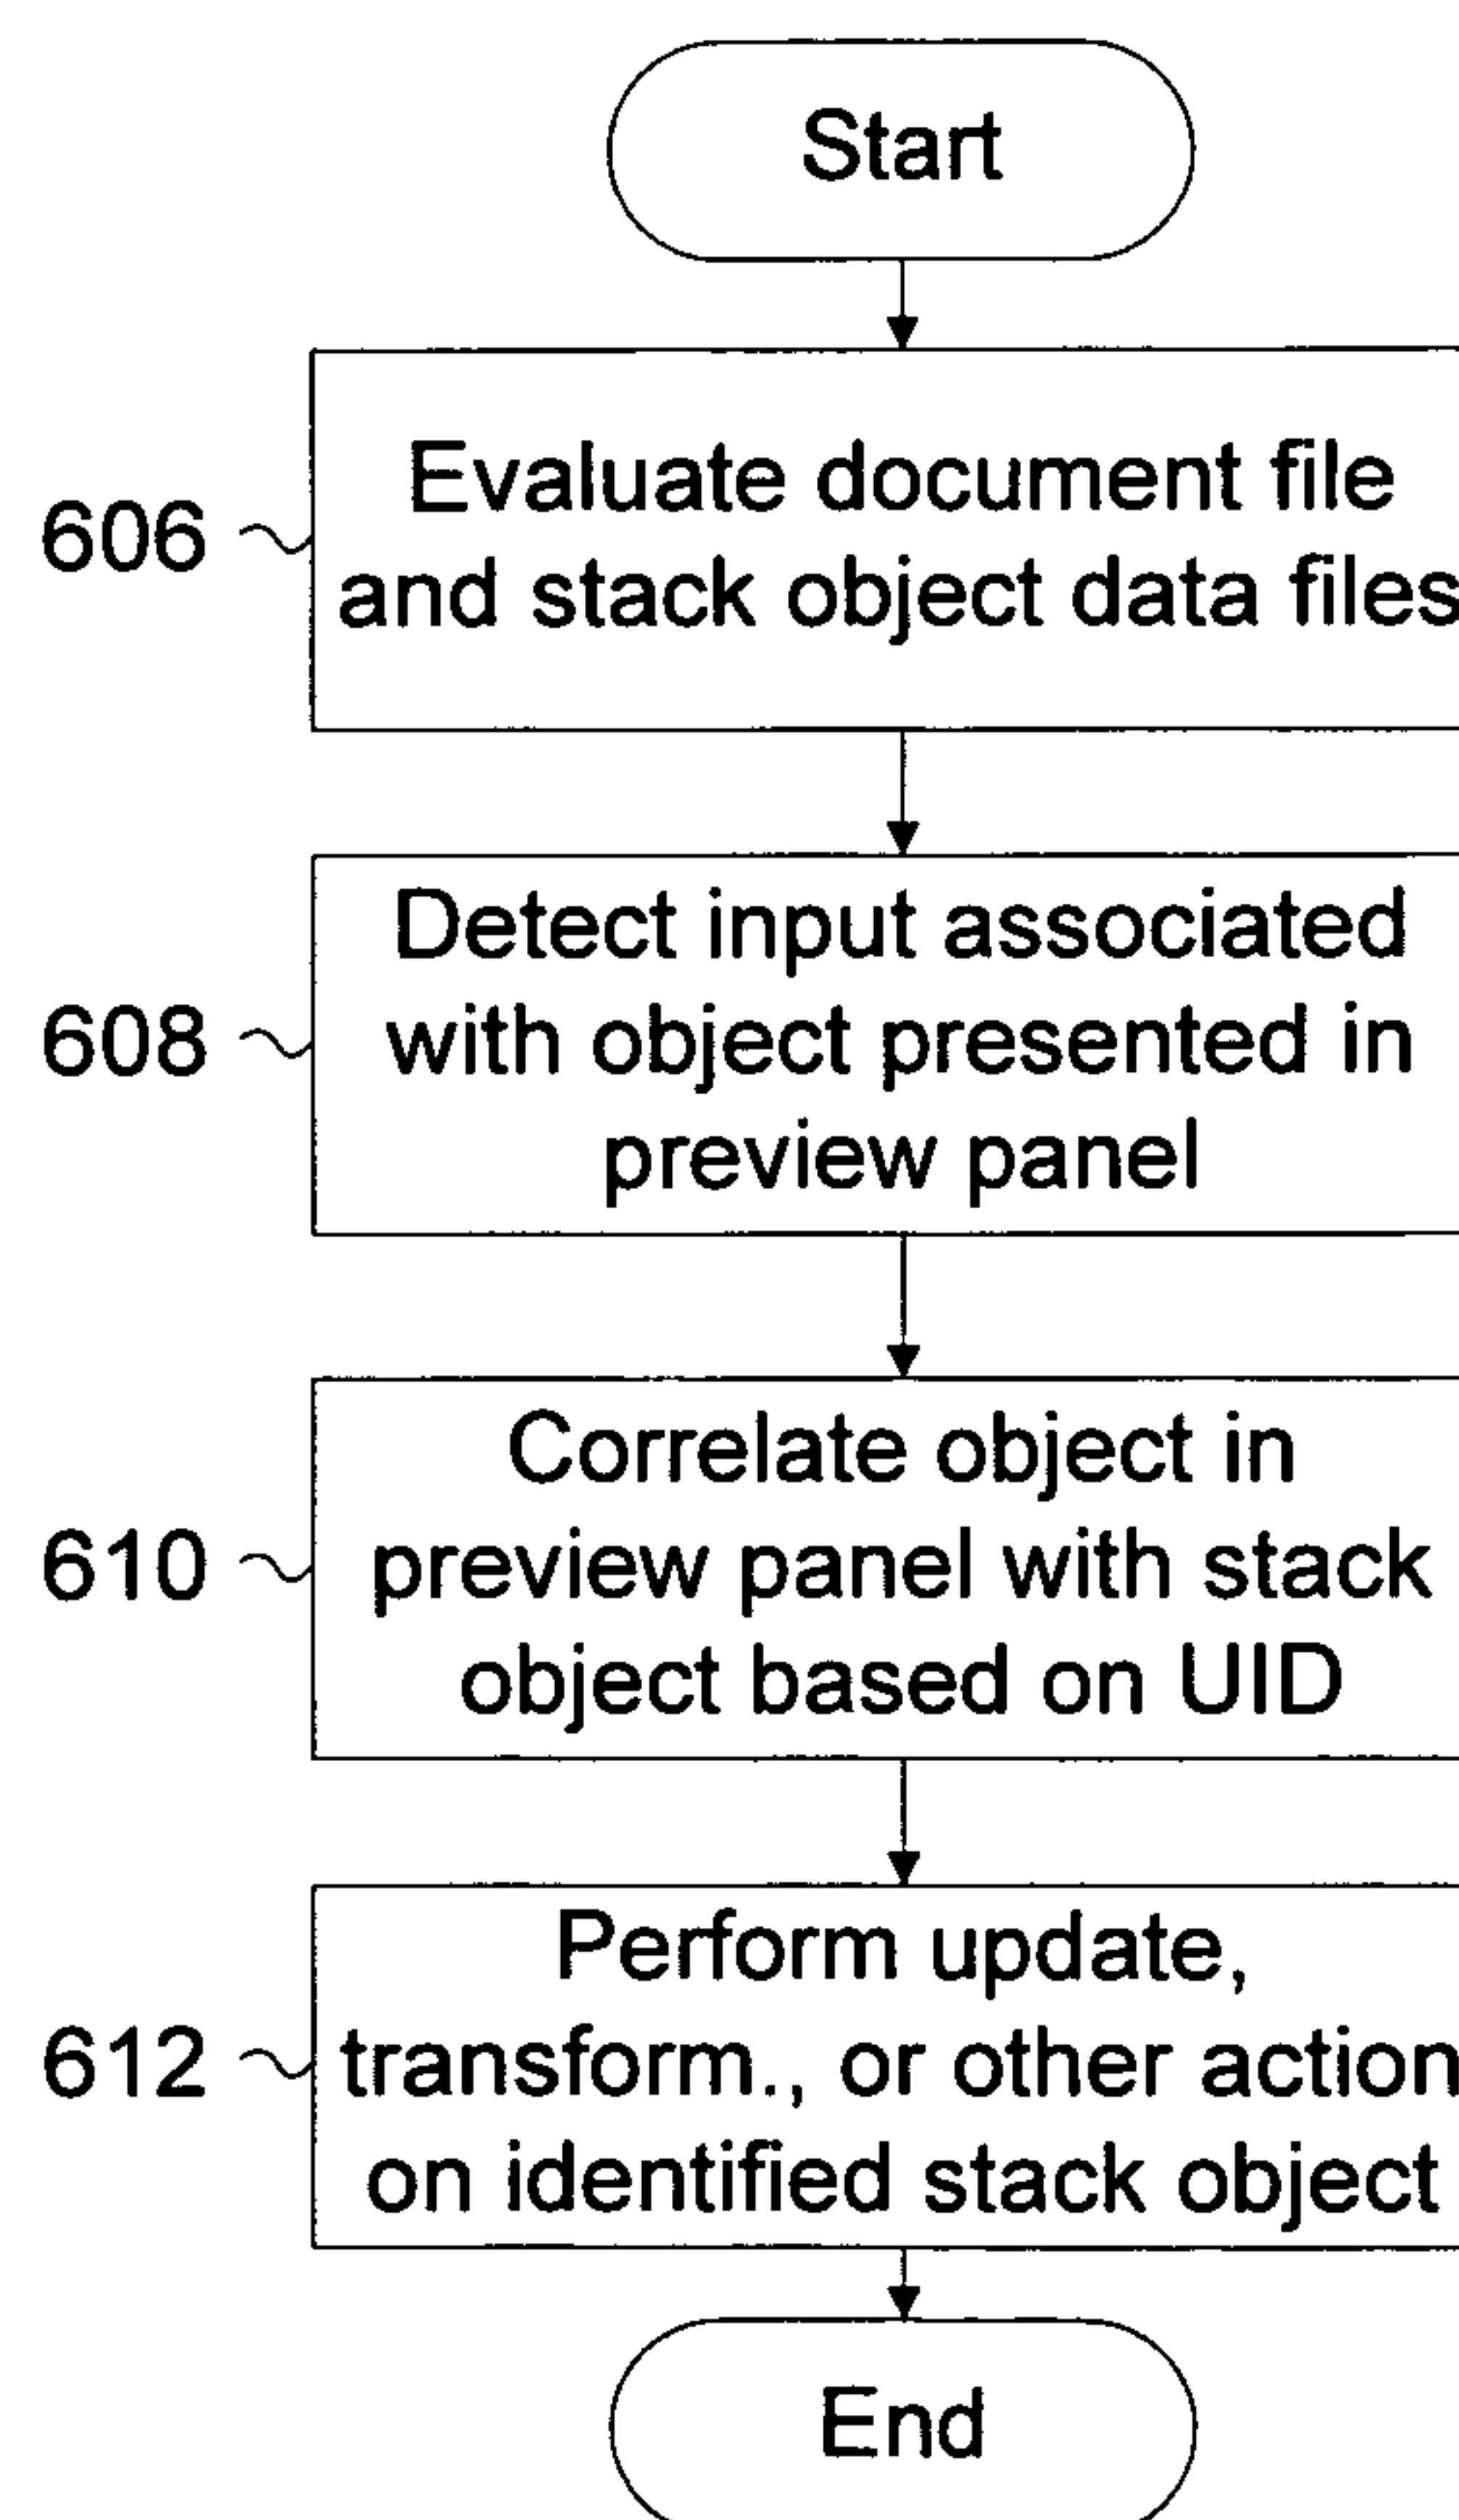 Start
606
Evaluate document file
and stack object data files
608
Detect input associated
with object presented in
preview panel
610
Correlate object in
preview panel with stack
object based on UID
612
Perform update,
transform., or other action
on identified stack object
End